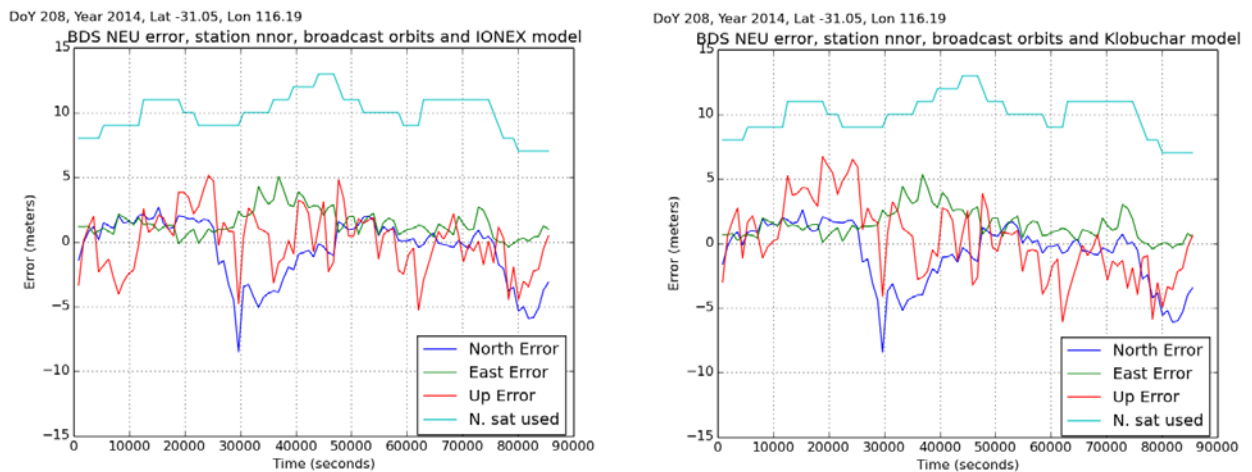 DoY 208, Year 2014, Lat -31.05, Lon 116.19
BDS NEU error, station nnor, broadcast orbits and IONEX model
15
10
5
0
−5
−10
−15
Error (meters)
0 10000 20000 30000 40000 50000 60000 70000 80000 90000
Time (seconds)
North Error
East Error
Up Error
N. sat used
DoY 208, Year 2014, Lat -31.05, Lon 116.19
BDS NEU error, station nnor, broadcast orbits and Klobuchar model
15
10
5
0
−5
−10
−15
Error (meters)
0 10000 20000 30000 40000 50000 60000 70000 80000 90000
Time (seconds)
North Error
East Error
Up Error
N. sat used